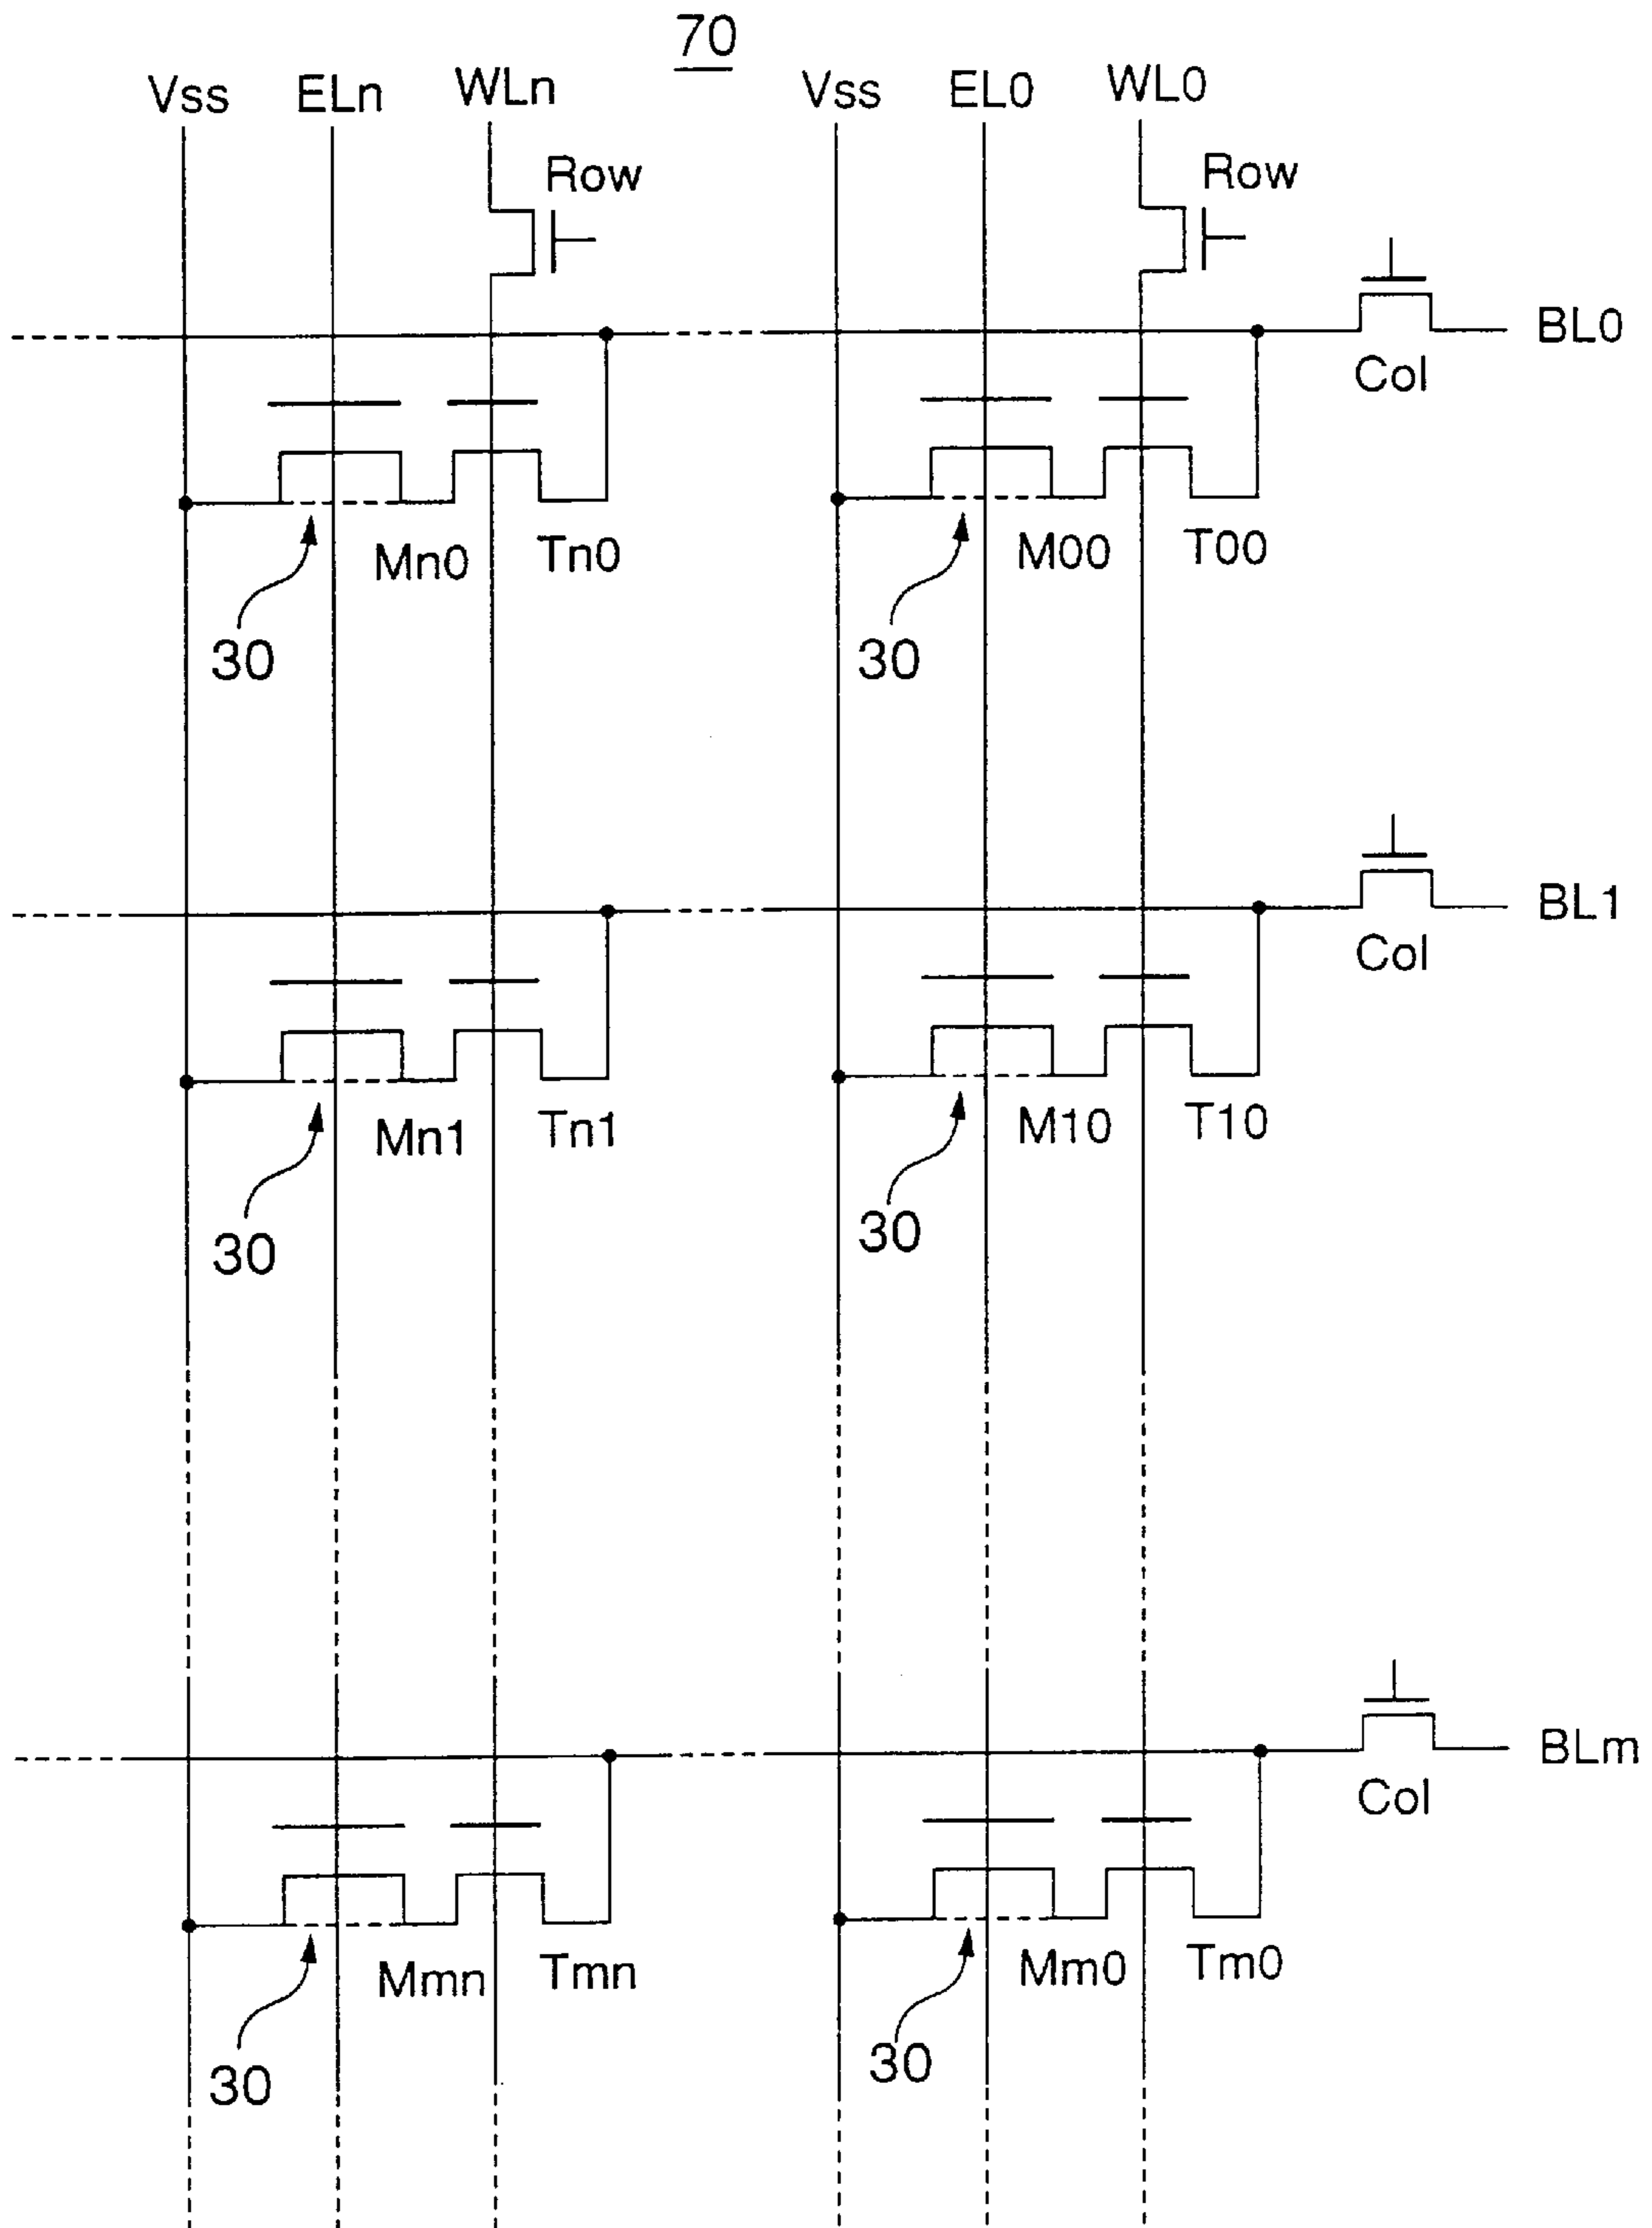 70
Vss ELn WLn Vss EL0 WL0
Row Row
BL0
Col
Mn0 Tn0 M00 T00
30 30
BL1
Col
Mn1 Tn1 M10 T10
30 30
BLm
Col
Mmn Tmn Mm0 Tm0
30 30